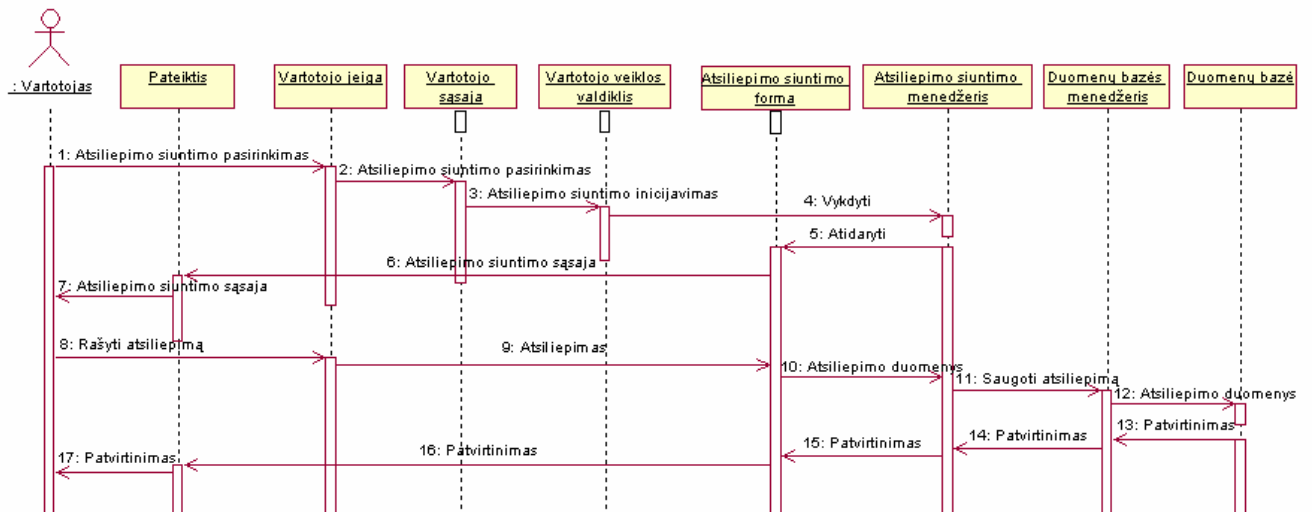 : Vartotojas
Pateiktis
Vartotojo įeiga
Vartotojo
sąsaja
Vartotojo veiklos
valdiklis
Atsiliepimo siuntimo
forma
Atsiliepimo siuntimo
menedžeris
Duomenų bazės
menedžeris
Duomenų bazė
1: Atsiliepimo siuntimo pasirinkimas
2: Atsiliepimo siuntimo pasirinkimas
3: Atsiliepimo siuntimo inicijavimas
4: Vykdyti
5: Atidaryti
6: Atsiliepimo siuntimo sąsaja
7: Atsiliepimo siuntimo sąsaja
8: Rašyti atsiliepimą
9: Atsiliepimas
10: Atsiliepimo duomenys
11: Saugoti atsiliepimą
12: Atsiliepimo duomenys
13: Patvirtinimas
14: Patvirtinimas
15: Patvirtinimas
16: Patvirtinimas
17: Patvirtinimas